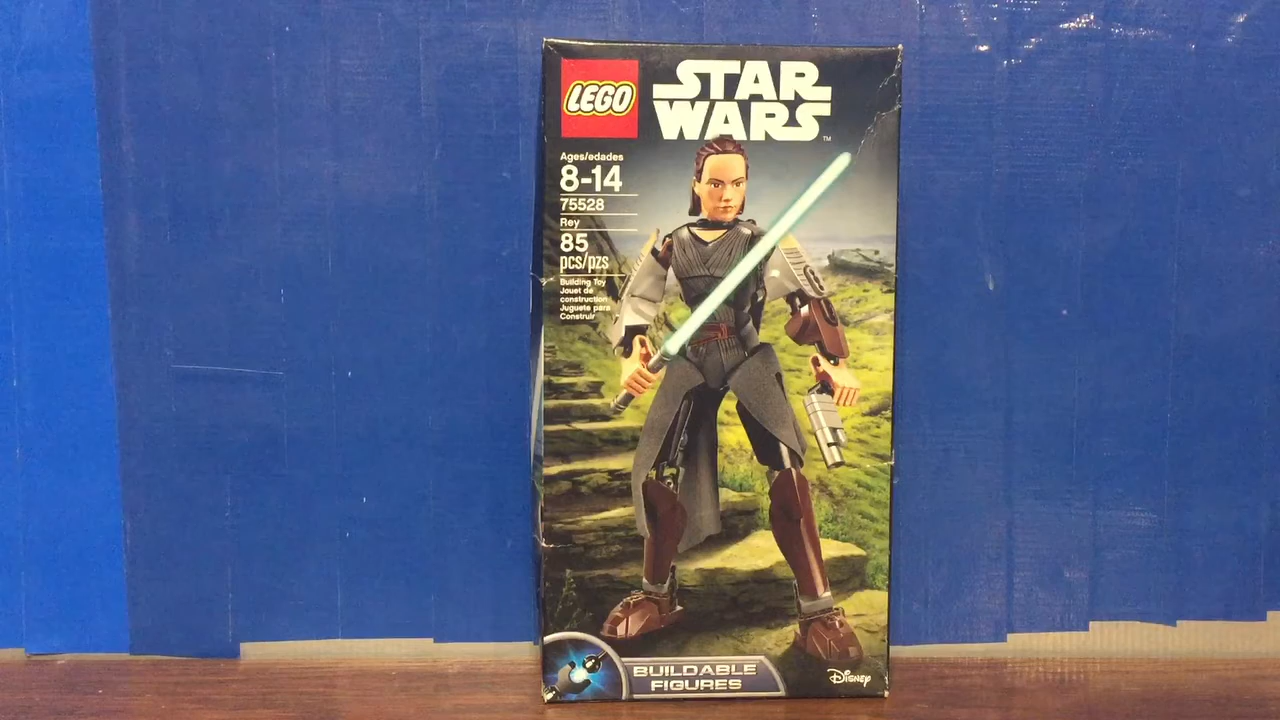 LEGO
STAR
WARS
TM
Ages/edades
8-14
75528
Rey
85
pcs/pzs
Building Toy
Jouet de
construction
Juguete para
Construir
BUILDABLE
FIGURES
Disney